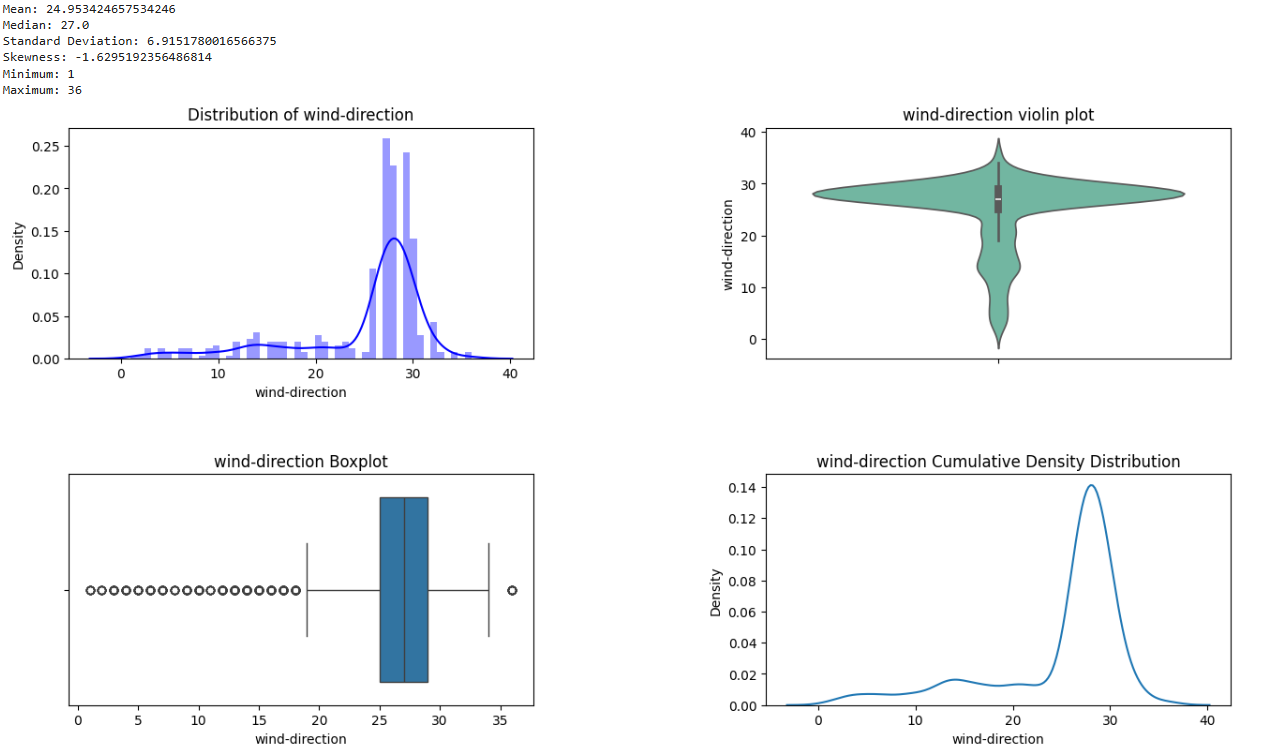 Mean: 24.953424657534246
Median: 27.0
Standard Deviation: 6.9151780016566375
Skewness: -1.6295192356486814
Minimum: 1
Maximum: 36
Distribution of wind-direction
0.25
0.20
0.15
0.10
0.05
0.00
Density
0 10 20 30 40
wind-direction
wind-direction violin plot
40
30
20
10
0
wind-direction
wind-direction Boxplot
0 5 10 15 20 25 30 35
wind-direction
wind-direction Cumulative Density Distribution
0.14
0.12
0.10
0.08
0.06
0.04
0.02
0.00
Density
0 10 20 30 40
wind-direction